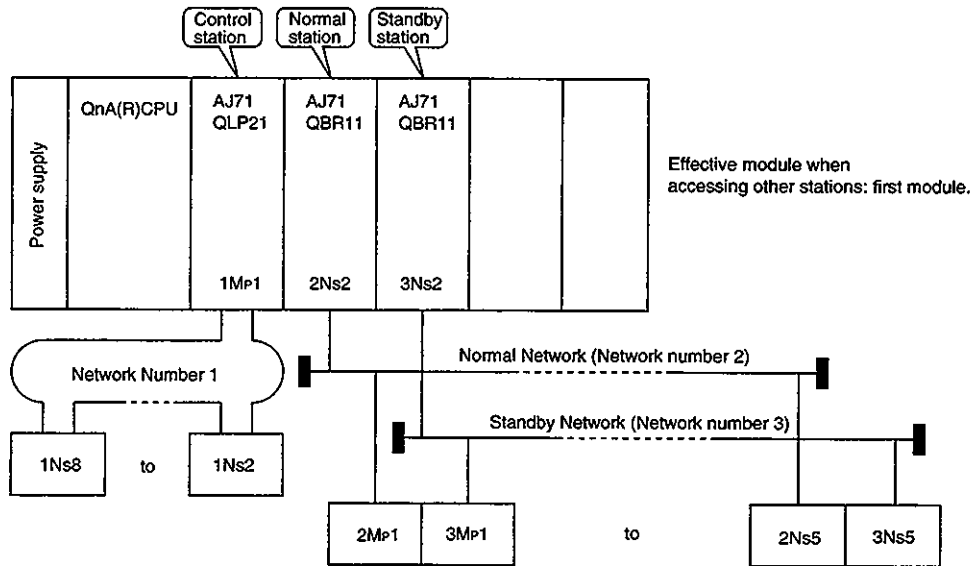 Control
station
Normal
station
Standby
station
Power supply
QnA(R)CPU
AJ71
QLP21
AJ71
QBR11
AJ71
QBR11
Effective module when
accessing other stations: first module.
1MP1
2Ns2
3Ns2
Network Number 1
Normal Network (Network number 2)
Standby Network (Network number 3)
1Ns8
to
1Ns2
2MP1
3MP1
to
2Ns5
3Ns5